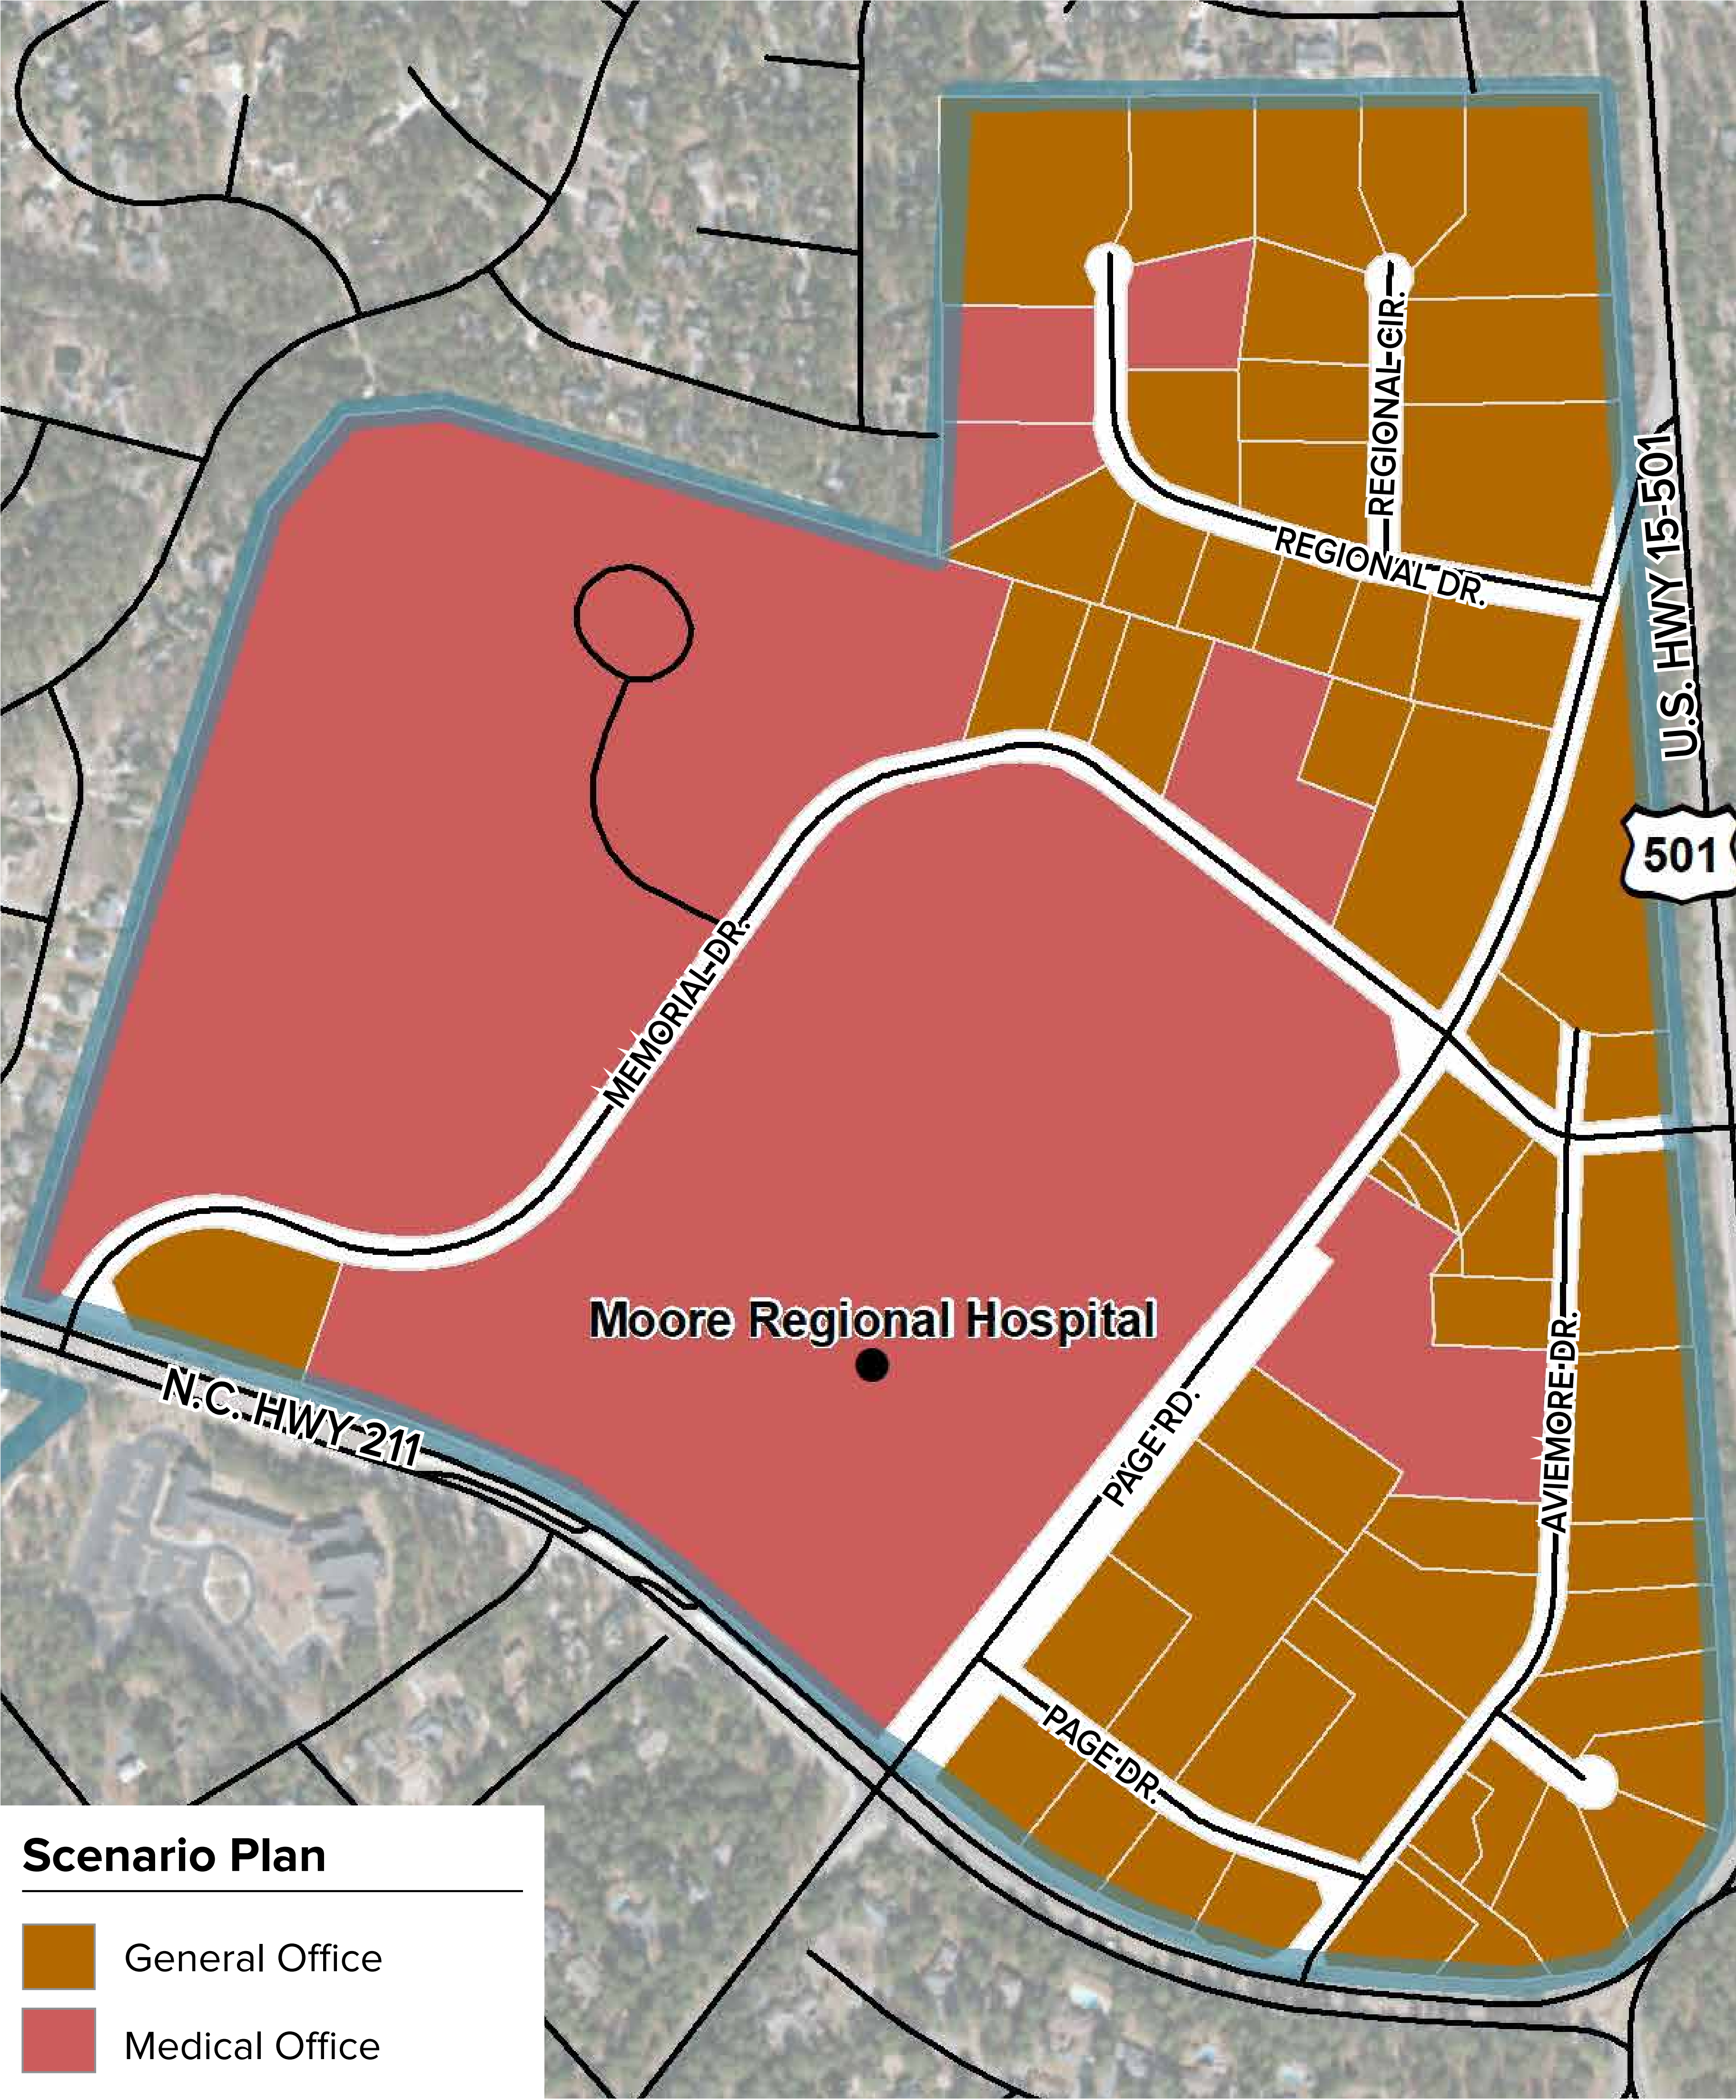 REGIONAL CIR.
REGIONAL DR.
U.S. HWY 15-501
501
MEMORIAL DR.
Moore Regional Hospital
N.C. HWY 211
PAGE RD.
AVIEMORE DR.
PAGE DR.
Scenario Plan
General Office
Medical Office